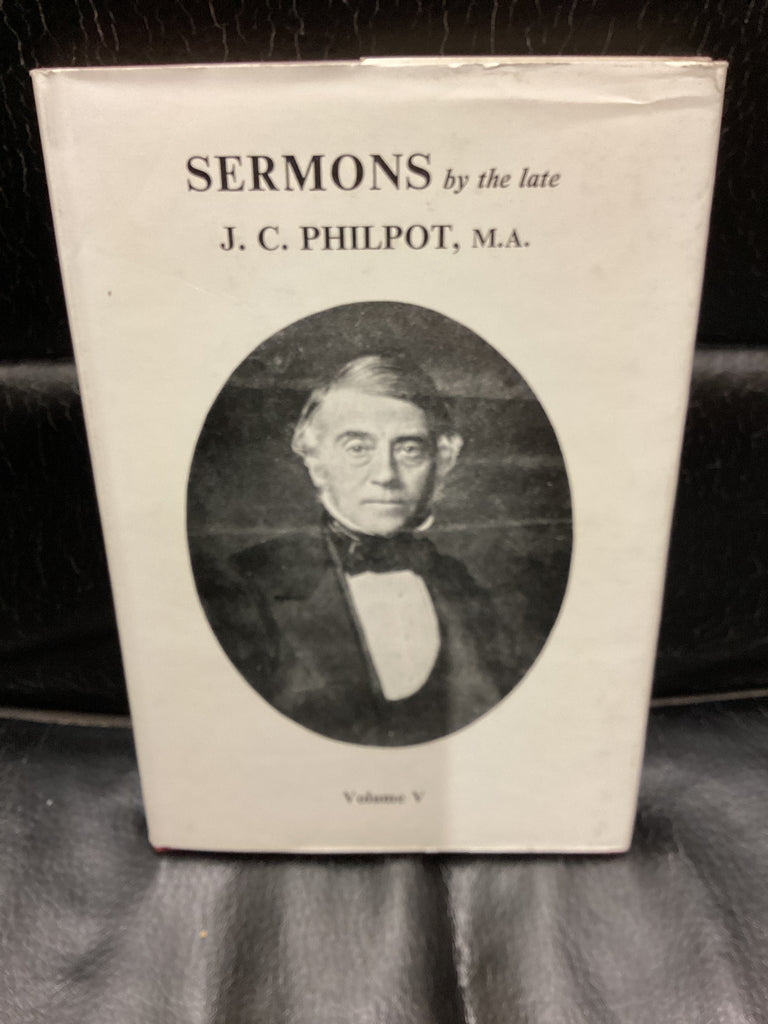 SERMONS by the late
J. C. PHILPOT, M.A.
Volume V